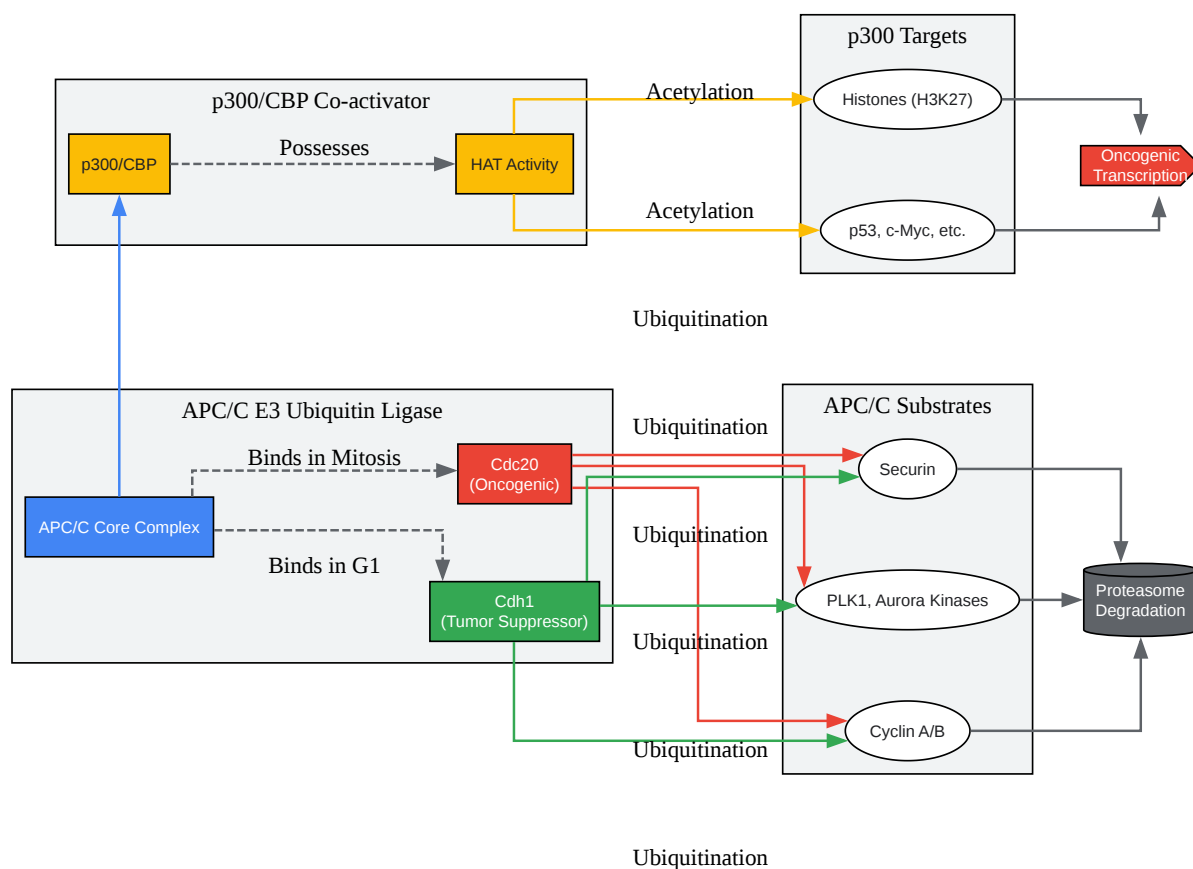 p300 Targets
p300/CBP Co-activator
Acetylation
Histones (H3K27)
p300/CBP
Possesses
HAT Activity
Oncogenic
Transcription
Acetylation
p53, c-Myc, etc.
Ubiquitination
APC/C E3 Ubiquitin Ligase
APC/C Substrates
Ubiquitination
Binds in Mitosis
Cdc20
(Oncogenic)
Securin
APC/C Core Complex
Ubiquitination
Binds in G1
Cdh1
(Tumor Suppressor)
PLK1, Aurora Kinases
Proteasome
Degradation
Ubiquitination
Cyclin A/B
Ubiquitination
Ubiquitination